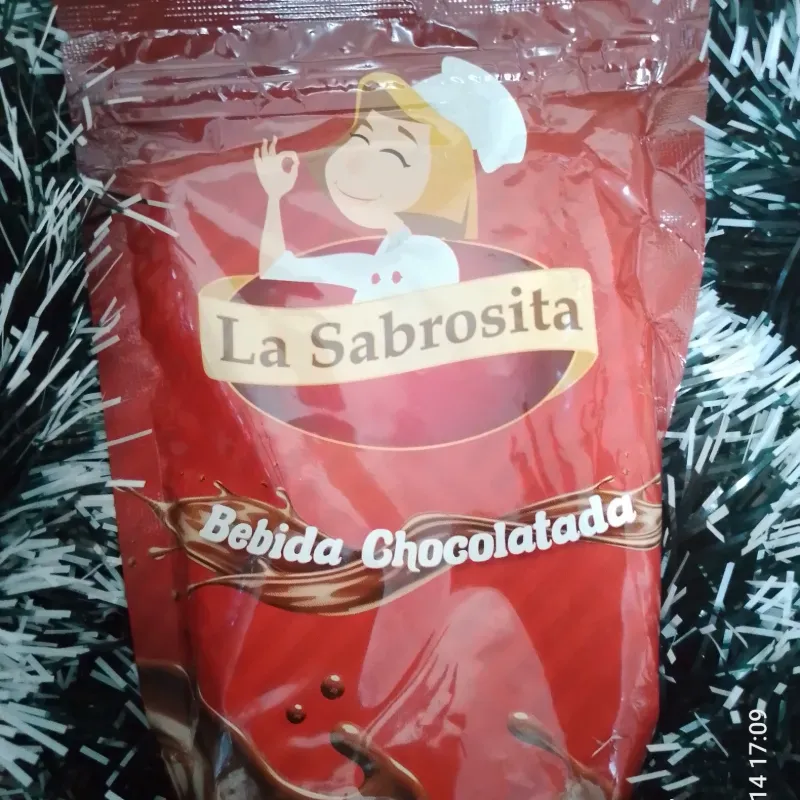 La Sabrosita
Bebida Chocolatada
14 17:09